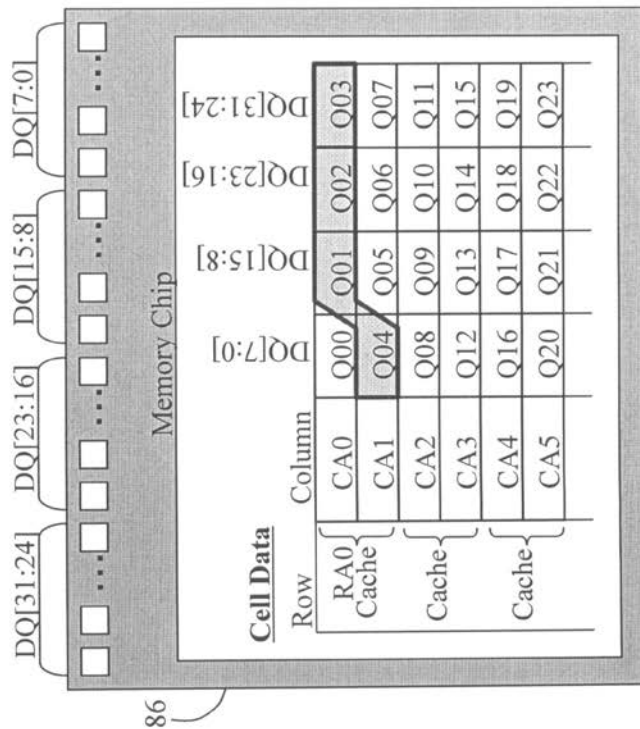 DQ[31:24] DQ[23:16] DQ[15:8] DQ[7:0]
86
Memory Chip
Cell Data
Row Column DQ[7:0] DQ[15:8] DQ[23:16] DQ[31:24]
RA0 CA0 Q00 Q01 Q02 Q03
Cache CA1 Q04 Q05 Q06 Q07
CA2 Q08 Q09 Q10 Q11
Cache CA3 Q12 Q13 Q14 Q15
CA4 Q16 Q17 Q18 Q19
Cache CA5 Q20 Q21 Q22 Q23